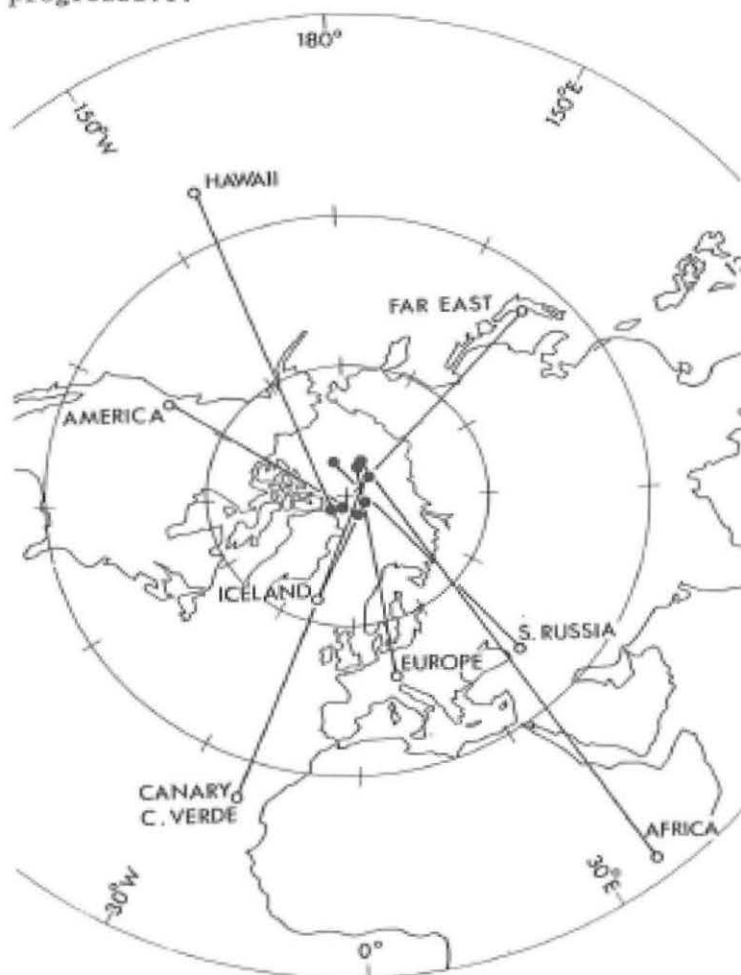 180°
150°W
150°E
HAWAII
FAR EAST
AMERICA
ICELAND
S. RUSSIA
EUROPE
CANARY
C. VERDE
AFRICA
30°W
30°E
0°